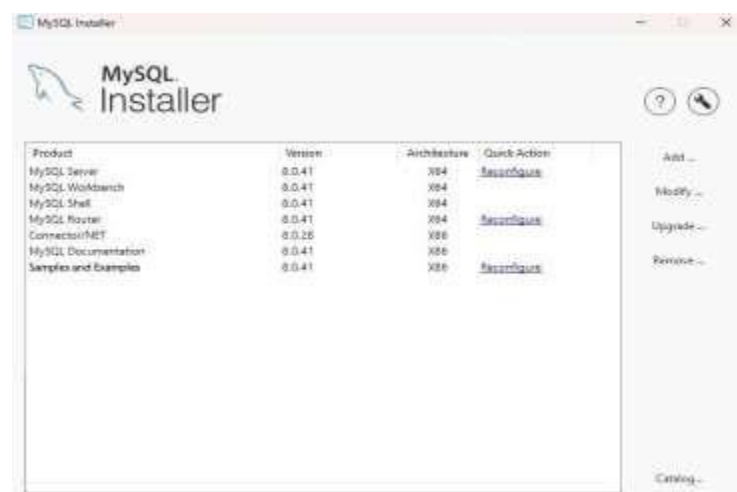 MySQL Installer
MySQL
Installer
?
Product Version Architecture Quick Action
MySQL Server 8.0.41 X64 Reconfigure
MySQL Workbench 8.0.41 X64
MySQL Shell 8.0.41 X64
MySQL Router 8.0.41 X64 Reconfigure
Connector/NET 8.0.28 X86
MySQL Documentation 8.0.41 X86
Samples and Examples 8.0.41 X86 Reconfigure
Add ...
Modify ...
Upgrade ...
Remove ...
Catalog...